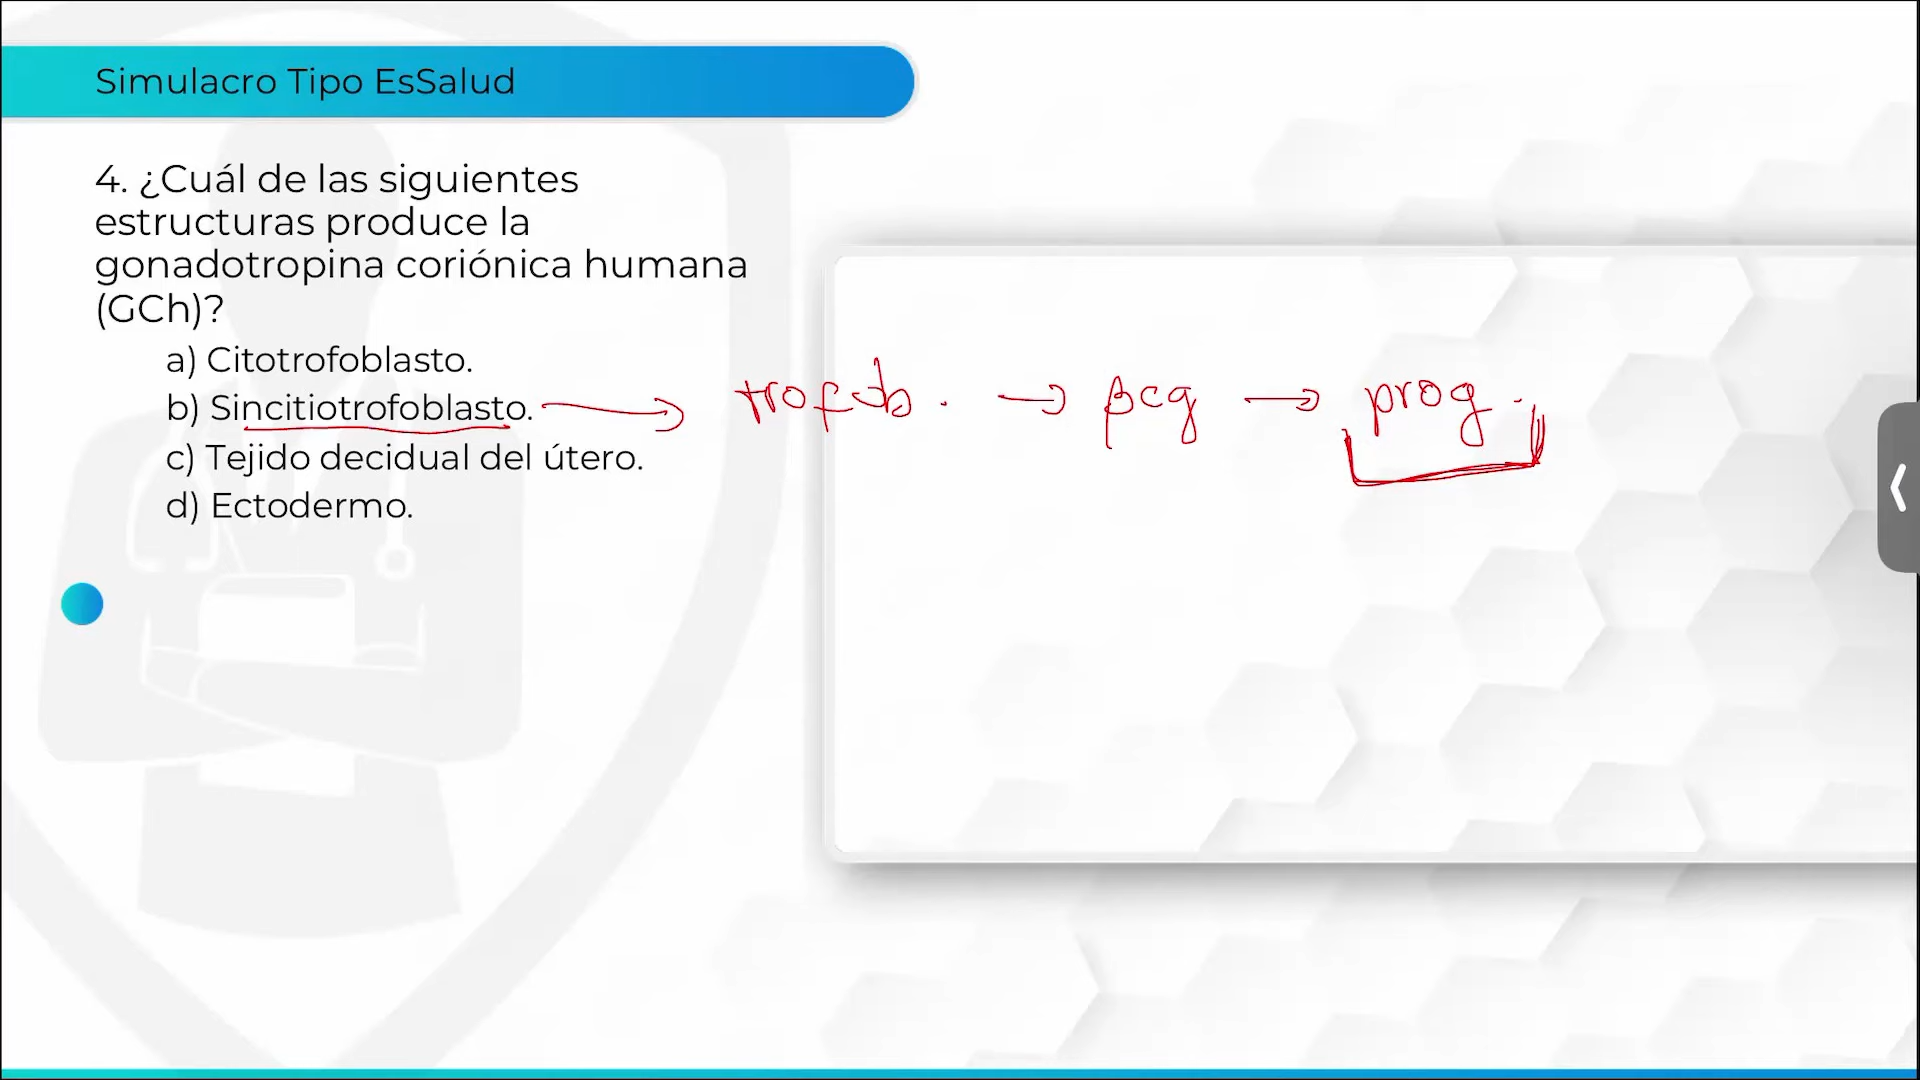 Simulacro Tipo EsSalud
4. ¿Cuál de las siguientes
estructuras produce la
gonadotropina coriónica humana
(GCh)?
a) Citotrofoblasto.
b) Sincitiotrofoblasto. → trofob. → βcg → prog.
c) Tejido decidual del útero.
d) Ectodermo.